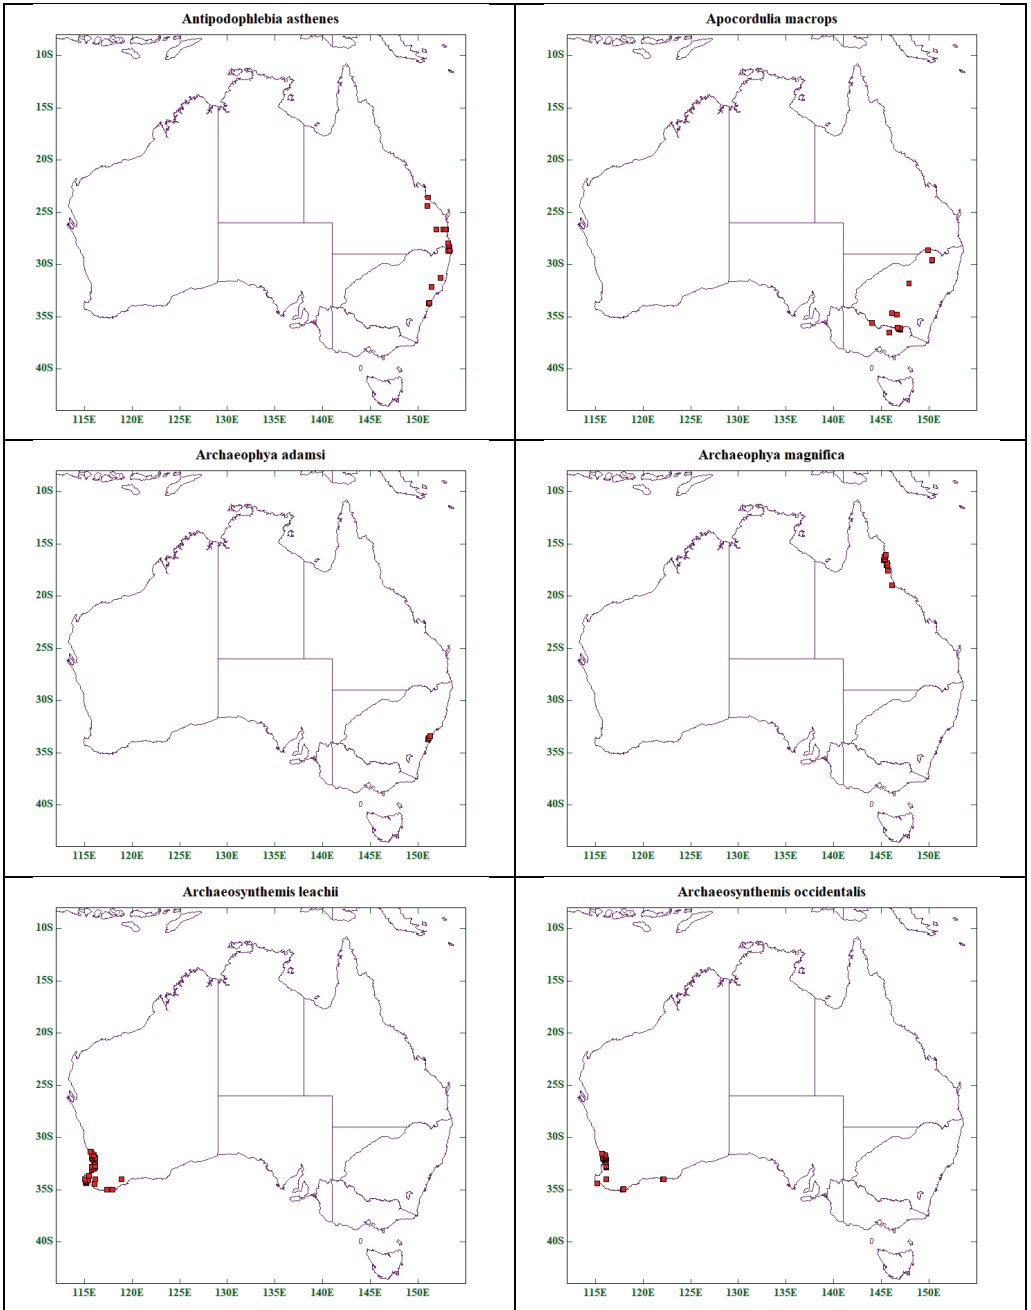 Antipodophlebia asthenes
10S
15S
20S
25S
30S
35S
40S
115E 120E 125E 130E 135E 140E 145E 150E
Apocordulia macrops
10S
15S
20S
25S
30S
35S
40S
115E 120E 125E 130E 135E 140E 145E 150E
Archaeophya adamsi
10S
15S
20S
25S
30S
35S
40S
115E 120E 125E 130E 135E 140E 145E 150E
Archaeophya magnifica
10S
15S
20S
25S
30S
35S
40S
115E 120E 125E 130E 135E 140E 145E 150E
Archaeosynthemis leachii
10S
15S
20S
25S
30S
35S
40S
115E 120E 125E 130E 135E 140E 145E 150E
Archaeosynthemis occidentalis
10S
15S
20S
25S
30S
35S
40S
115E 120E 125E 130E 135E 140E 145E 150E